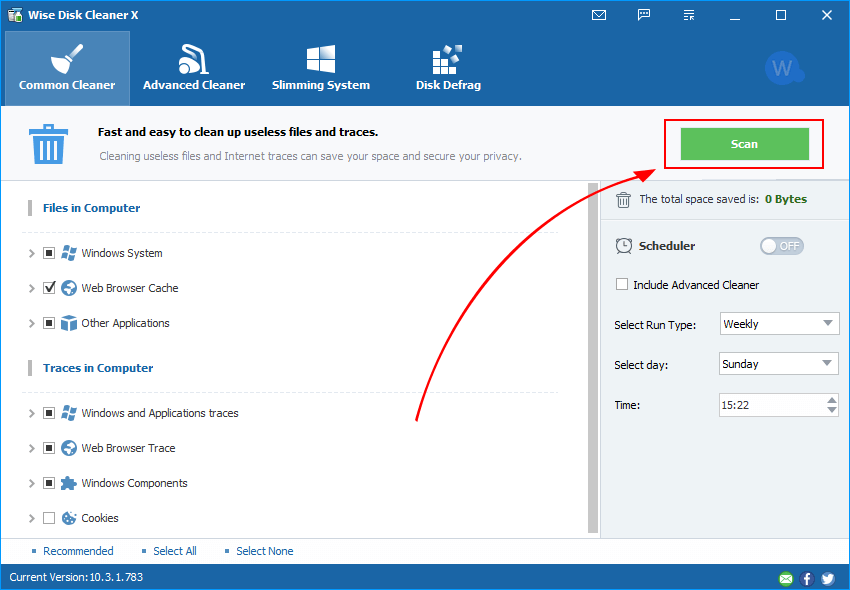 Wise Disk Cleaner X
Common Cleaner
Advanced Cleaner
Slimming System
Disk Defrag
W
Fast and easy to clean up useless files and traces.
Cleaning useless files and Internet traces can save your space and secure your privacy.
Scan
Files in Computer
Windows System
Web Browser Cache
Other Applications
Traces in Computer
Windows and Applications traces
Web Browser Trace
Windows Components
Cookies
The total space saved is: 0 Bytes
Scheduler
OFF
Include Advanced Cleaner
Select Run Type: Weekly
Select day: Sunday
Time: 15:22
Recommended
Select All
Select None
Current Version:10.3.1.783